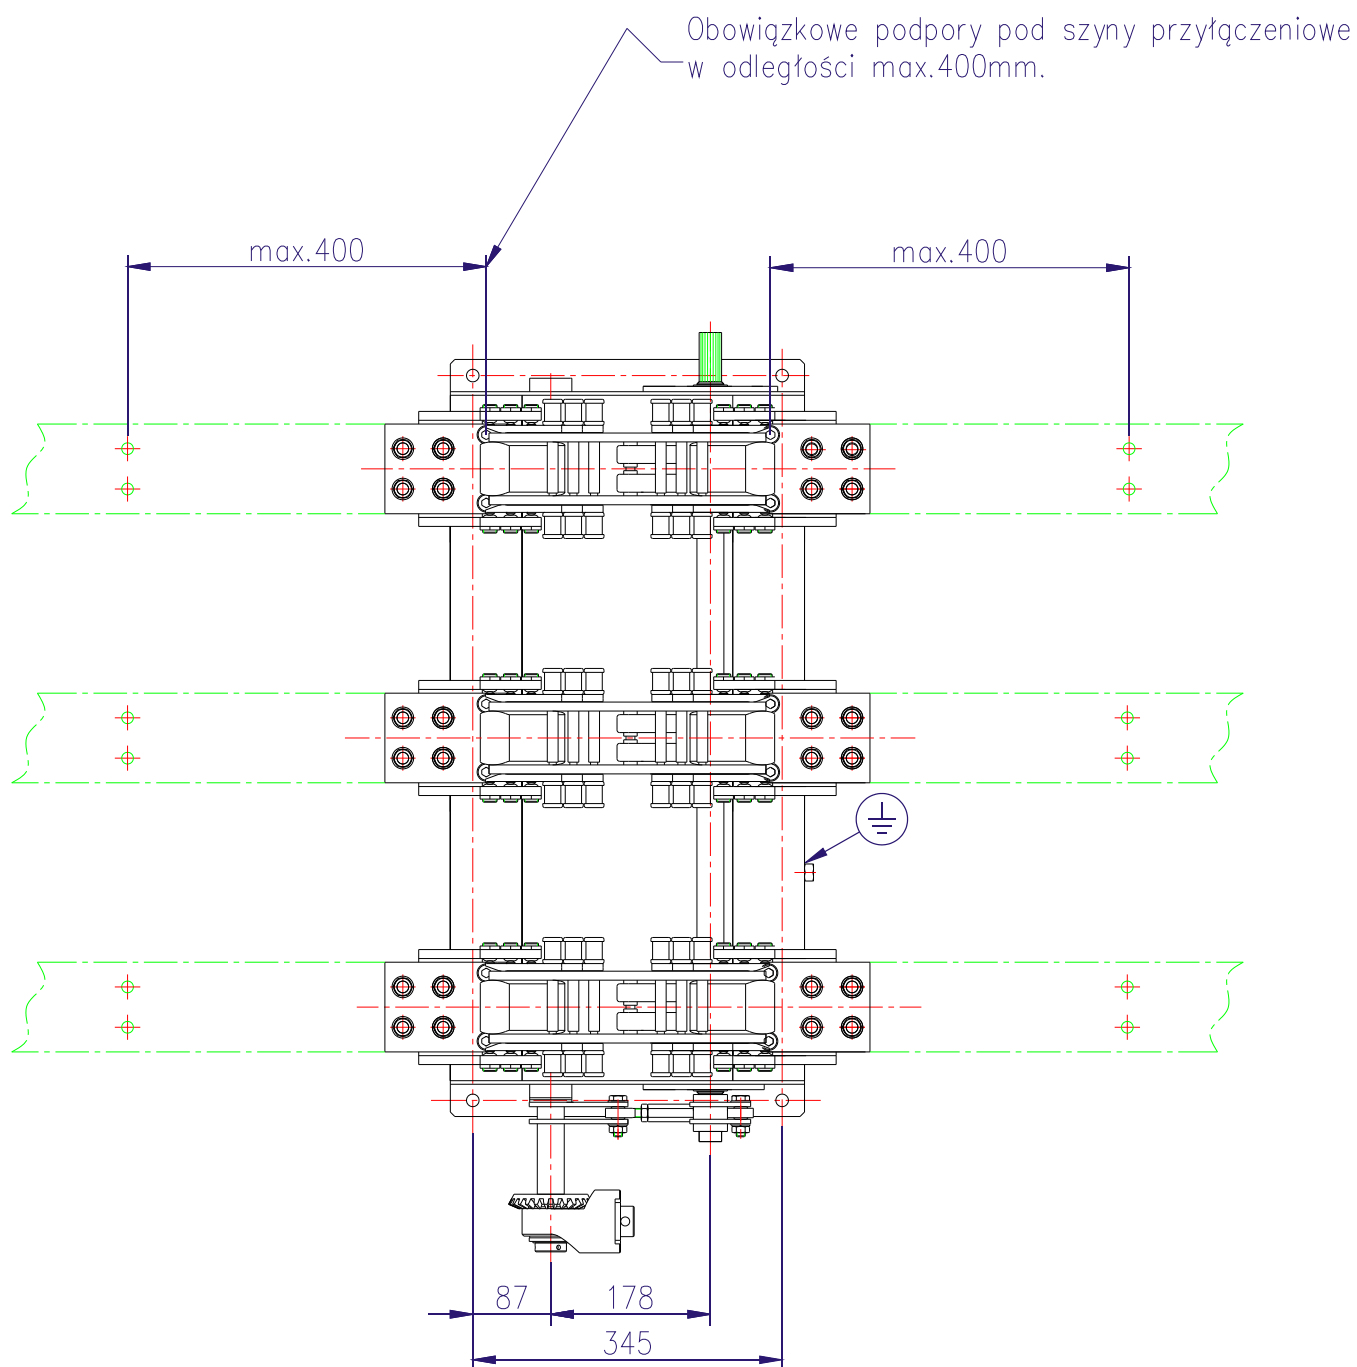 Obowiązkowe podpory pod szyny przyłączeniowe
w odległości max.400mm.
max.400
max.400
87
178
345